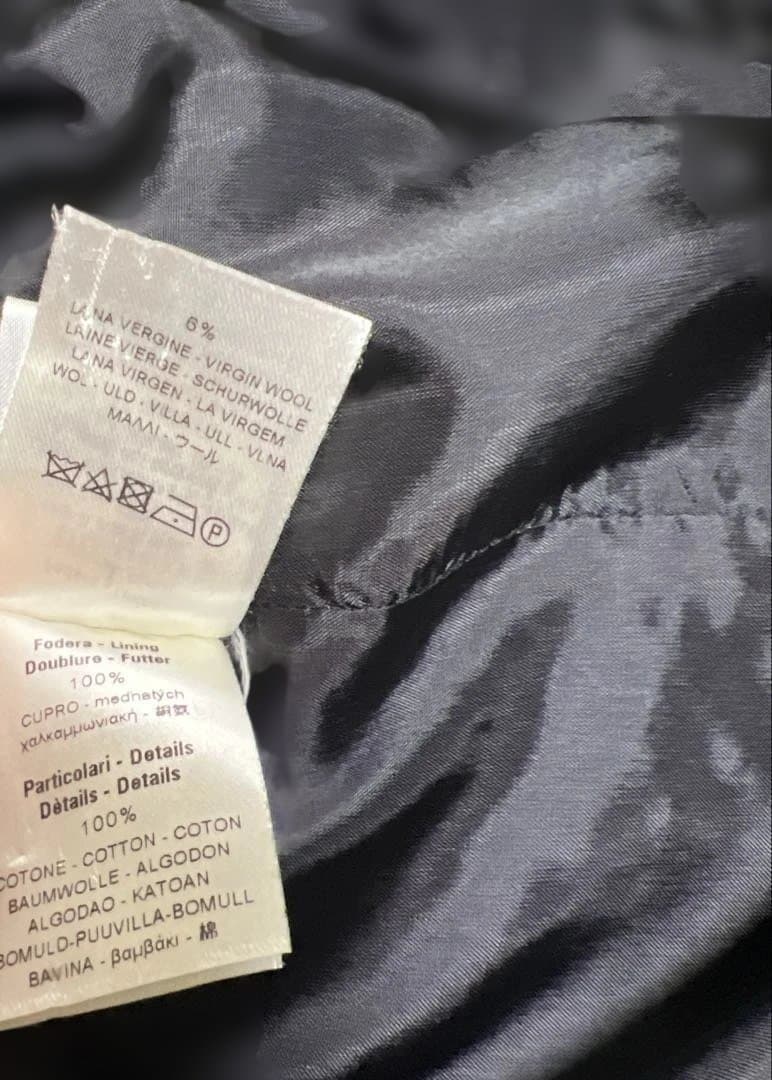 6%
LANA VERGINE - VIRGIN WOOL
LAINE VIERGE - SCHURWOLLE
LANA VIRGEN - LA VIRGEM
WOL - ULD - VILLA - ULL - VLNA
ΜΑΛΛΙ - ウール
P
Fodera - Lining
Doublure - Futter
100%
CUPRO - mednatých
χαλκαμμωνιακή -
Particolari - Details
Dètails - Details
100%
COTONE - COTTON - COTON
BAUMWOLLE - ALGODON
ALGODAO - KATOAN
BOMULD-PUUVILLA-BOMULL
BAVINA - βαμβάκι - 綿